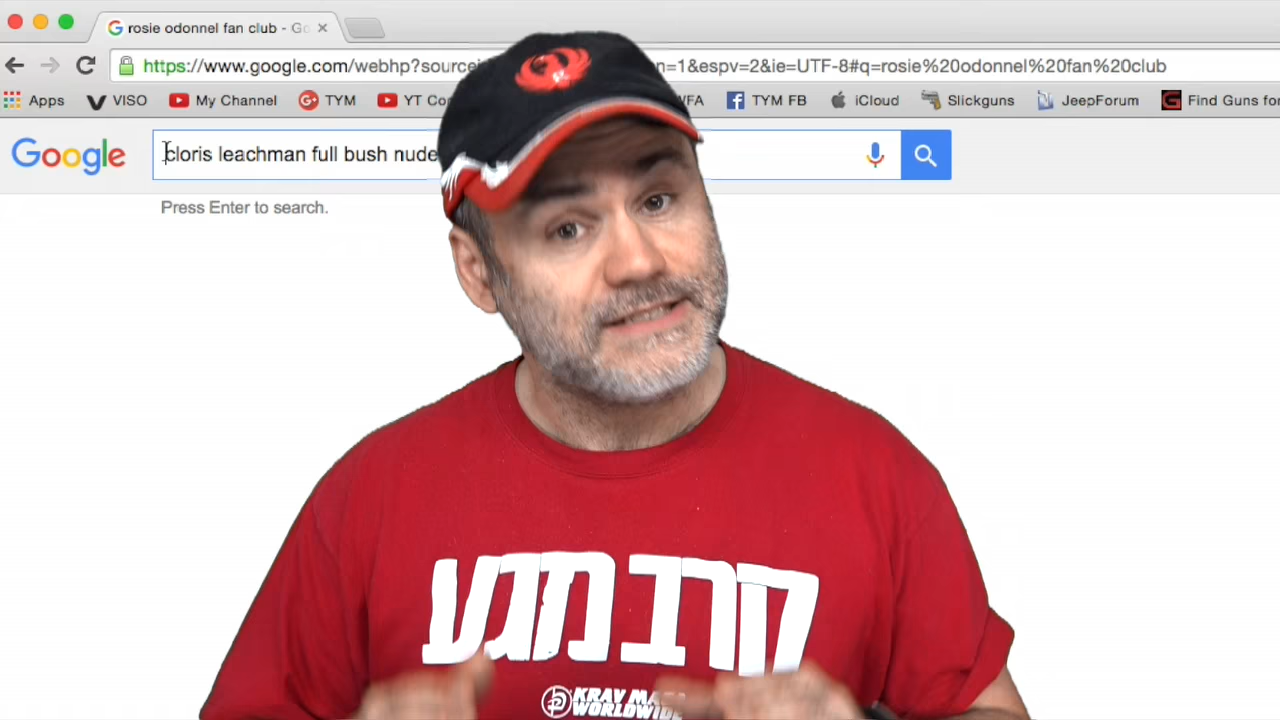 rosie odonnel fan club - Go
https://www.google.com/webhp?sourcei n=1&espv=2&ie=UTF-8#q=rosie%20odonnel%20fan%20club
Apps VISO My Channel TYM YT Co FA TYM FB iCloud Slickguns JeepForum Find Guns for
Google cloris leachman full bush nude
Press Enter to search.
קרב מגע
KRAV MAGA
WORLDWIDE